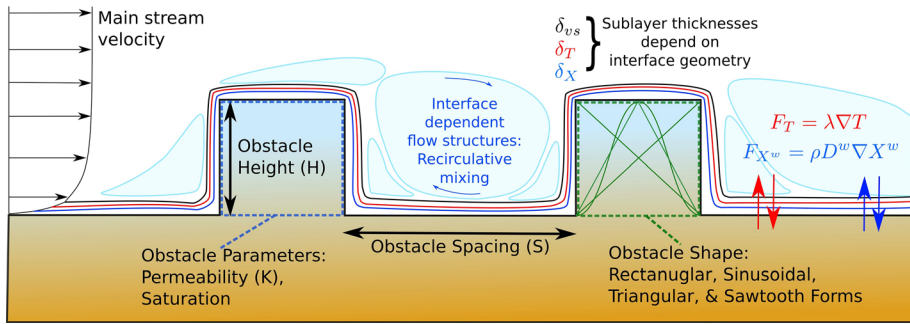 Main stream
velocity
δ_vs
δ_T
δ_X
Sublayer thicknesses
depend on
interface geometry
Obstacle
Height (H)
Interface
dependent
flow structures:
Recirculative
mixing
F_T = λ∇T
F_{X^w} = ρD^w∇X^w
Obstacle Spacing (S)
Obstacle Parameters:
Permeability (K),
Saturation
Obstacle Shape:
Rectanuglar, Sinusoidal,
Triangular, & Sawtooth Forms